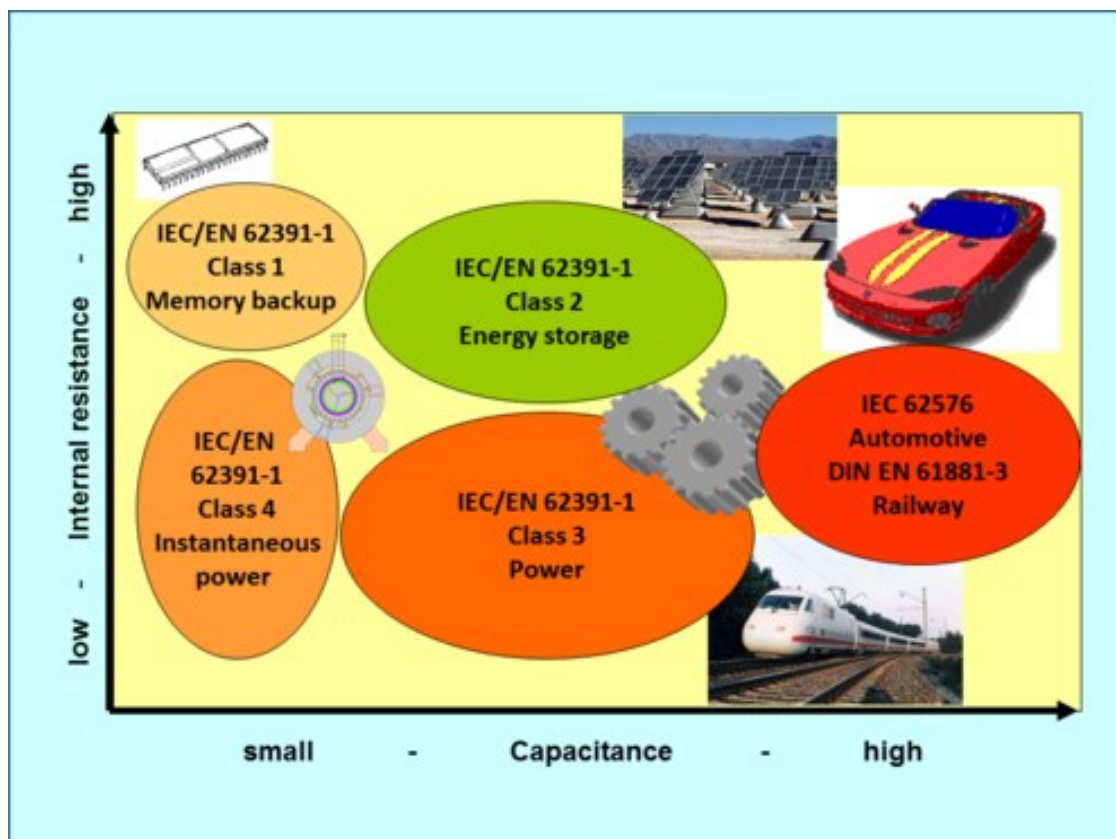 IEC/EN 62391-1
Class 1
Memory backup
IEC/EN 62391-1
Class 2
Energy storage
IEC 62576
Automotive
DIN EN 61881-3
Railway
IEC/EN
62391-1
Class 4
Instantaneous
power
IEC/EN 62391-1
Class 3
Power
low - Internal resistance - high
small - Capacitance - high